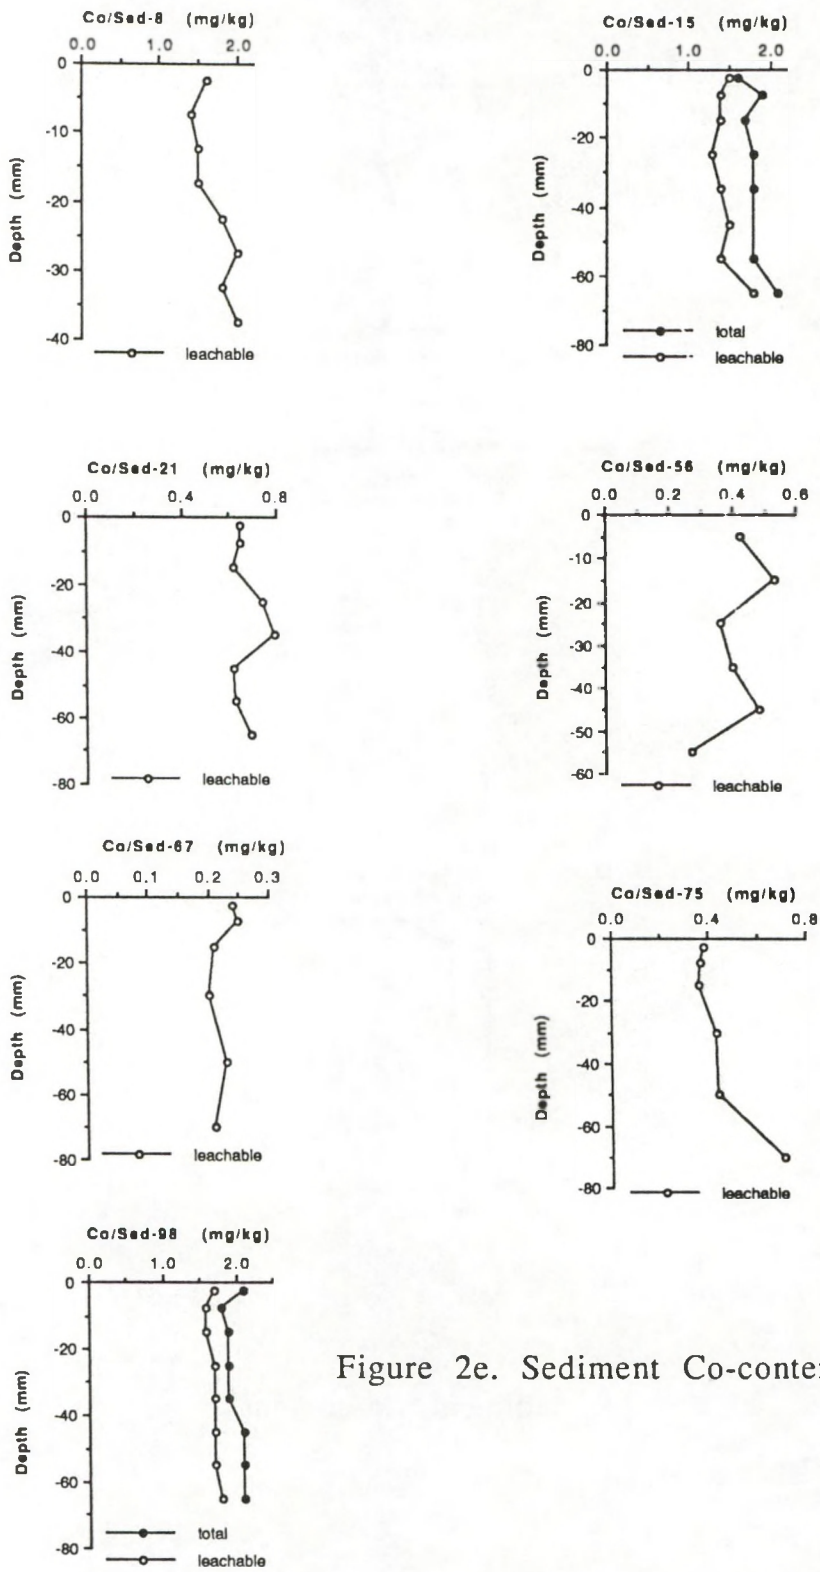 Co/Sed-8 (mg/kg)
0.0 1.0 2.0
0
-10
-20
-30
-40
Depth (mm)
leachable
Co/Sed-15 (mg/kg)
0.0 1.0 2.0
0
-20
-40
-60
-80
Depth (mm)
total
leachable
Co/Sed-21 (mg/kg)
0.0 0.4 0.8
0
-20
-40
-60
-80
Depth (mm)
leachable
Co/Sed-56 (mg/kg)
0.0 0.2 0.4 0.6
0
-10
-20
-30
-40
-50
-60
Depth (mm)
leachable
Co/Sed-67 (mg/kg)
0.0 0.1 0.2 0.3
0
-20
-40
-60
-80
Depth (mm)
leachable
Co/Sed-75 (mg/kg)
0.0 0.4 0.8
0
-20
-40
-60
-80
Depth (mm)
leachable
Co/Sed-98 (mg/kg)
0.0 1.0 2.0
0
-20
-40
-60
-80
Depth (mm)
total
leachable
Figure 2e. Sediment Co-conte